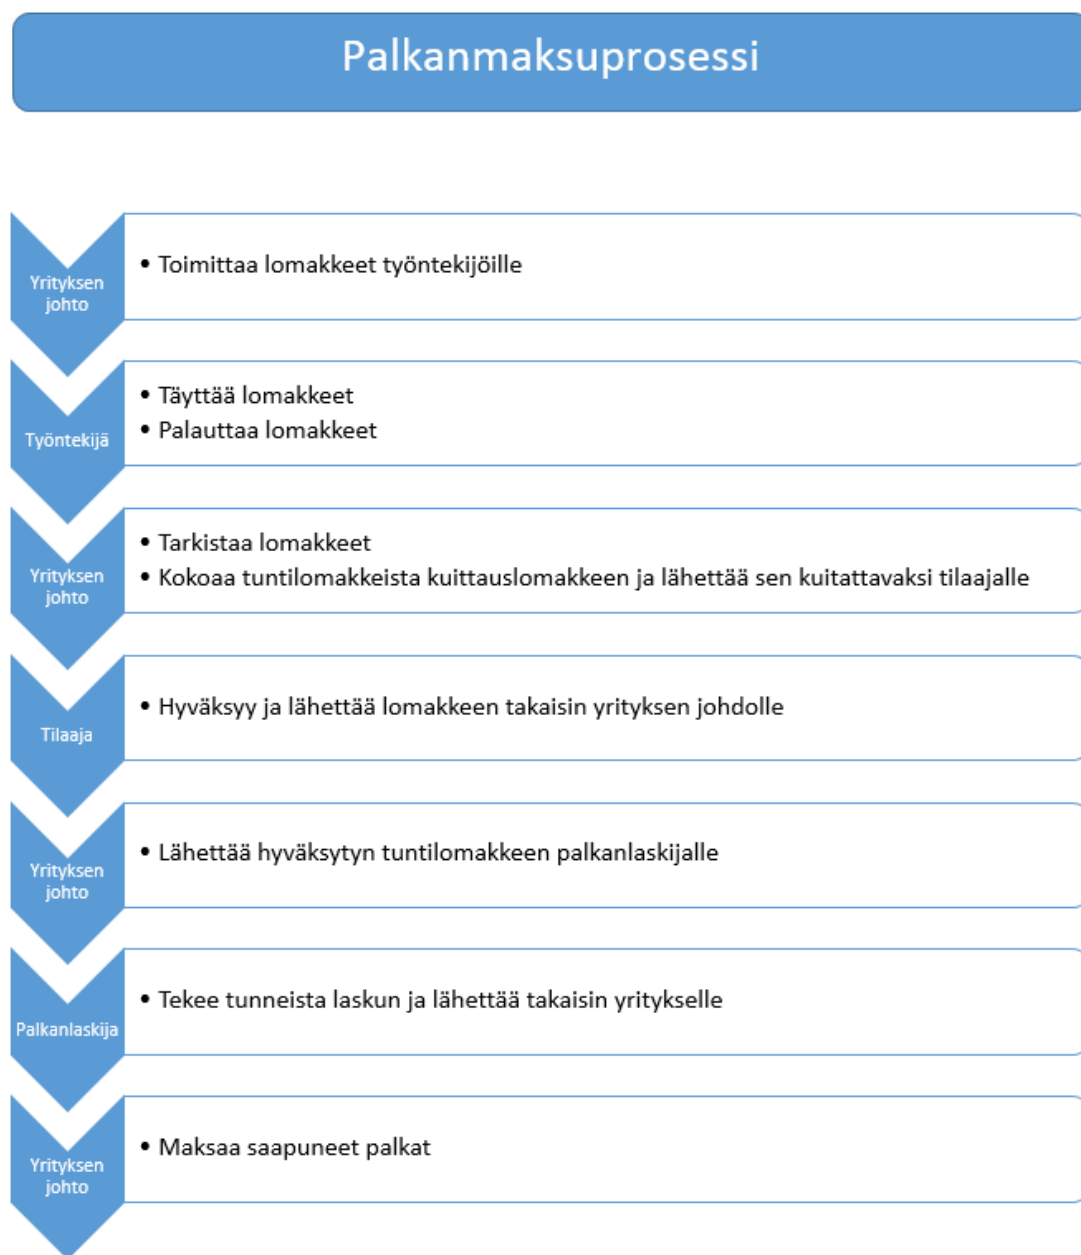 Palkanmaksuprosessi
Yrityksen
johto
• Toimittaa lomakkeet työntekijöille
Työntekijä
• Täyttää lomakkeet
• Palauttaa lomakkeet
Yrityksen
johto
• Tarkistaa lomakkeet
• Kokoaa tuntilomakkeista kuittauslomakkeen ja lähettää sen kuitattavaksi tilaajalle
Tilaaja
• Hyväksyy ja lähettää lomakkeen takaisin yrityksen johdolle
Yrityksen
johto
• Lähettää hyväksytyn tuntilomakkeen palkanlaskijalle
Palkanlaskija
• Tekee tunneista laskun ja lähettää takaisin yritykselle
Yrityksen
johto
• Maksaa saapuneet palkat